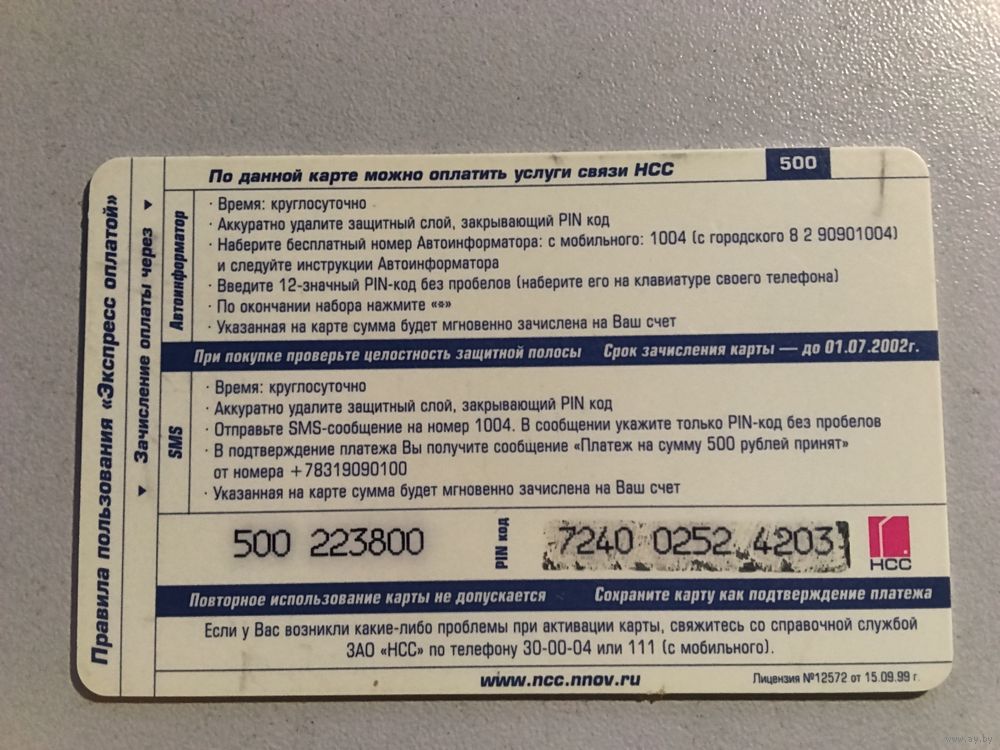 По данной карте можно оплатить услуги связи НСС
500
Правила пользования «Экспресс оплатой»
Зачисление оплаты через
Автоинформатор
· Время: круглосуточно
· Аккуратно удалите защитный слой, закрывающий PIN код
· Наберите бесплатный номер Автоинформатора: с мобильного: 1004 (с городского 8 2 90901004)
и следуйте инструкции Автоинформатора
· Введите 12-значный PIN-код без пробелов (наберите его на клавиатуре своего телефона)
· По окончании набора нажмите «*»
· Указанная на карте сумма будет мгновенно зачислена на Ваш счет
При покупке проверьте целостность защитной полосы Срок зачисления карты — до 01.07.2002г.
SMS
· Время: круглосуточно
· Аккуратно удалите защитный слой, закрывающий PIN код
· Отправьте SMS-сообщение на номер 1004. В сообщении укажите только PIN-код без пробелов
· В подтверждение платежа Вы получите сообщение «Платеж на сумму 500 рублей принят»
от номера +78319090100
· Указанная на карте сумма будет мгновенно зачислена на Ваш счет
500 223800
PIN код
7240 0252 4203
НСС
Повторное использование карты не допускается Сохраните карту как подтверждение платежа
Если у Вас возникли какие-либо проблемы при активации карты, свяжитесь со справочной службой
ЗАО «НСС» по телефону 30-00-04 или 111 (с мобильного).
www.ncc.nnov.ru
Лицензия №12572 от 15.09.99 г.
www.ay.by